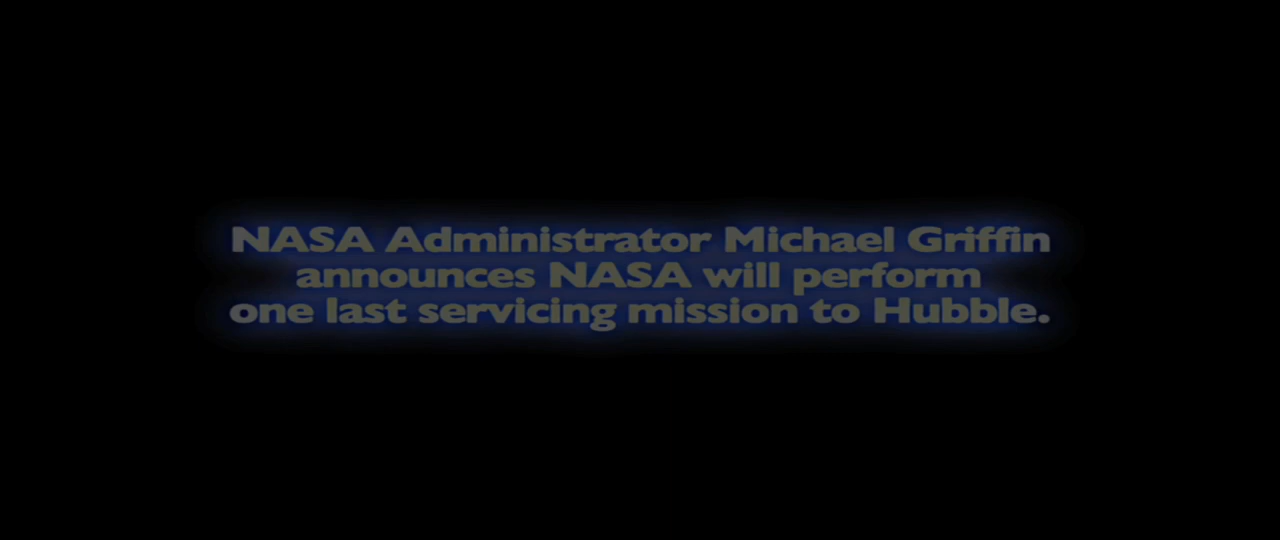 NASA Administrator Michael Griffin
announces NASA will perform
one last servicing mission to Hubble.